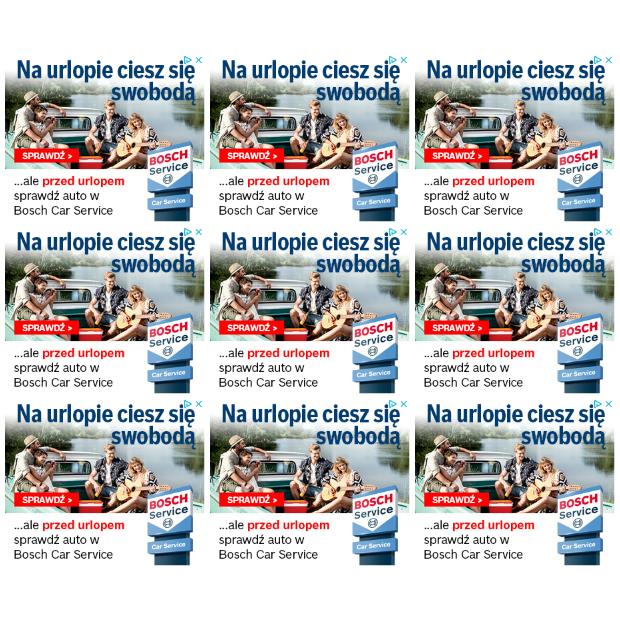 Na urlopie ciesz się
swobodą
SPRAWDŹ >
BOSCH
Service
Car Service
...ale przed urlopem
sprawdź auto w
Bosch Car Service
Na urlopie ciesz się
swobodą
SPRAWDŹ >
BOSCH
Service
Car Service
...ale przed urlopem
sprawdź auto w
Bosch Car Service
Na urlopie ciesz się
swobodą
SPRAWDŹ >
BOSCH
Service
Car Service
...ale przed urlopem
sprawdź auto w
Bosch Car Service
Na urlopie ciesz się
swobodą
SPRAWDŹ >
BOSCH
Service
Car Service
...ale przed urlopem
sprawdź auto w
Bosch Car Service
Na urlopie ciesz się
swobodą
SPRAWDŹ >
BOSCH
Service
Car Service
...ale przed urlopem
sprawdź auto w
Bosch Car Service
Na urlopie ciesz się
swobodą
SPRAWDŹ >
BOSCH
Service
Car Service
...ale przed urlopem
sprawdź auto w
Bosch Car Service
Na urlopie ciesz się
swobodą
SPRAWDŹ >
BOSCH
Service
Car Service
...ale przed urlopem
sprawdź auto w
Bosch Car Service
Na urlopie ciesz się
swobodą
SPRAWDŹ >
BOSCH
Service
Car Service
...ale przed urlopem
sprawdź auto w
Bosch Car Service
Na urlopie ciesz się
swobodą
SPRAWDŹ >
BOSCH
Service
Car Service
...ale przed urlopem
sprawdź auto w
Bosch Car Service